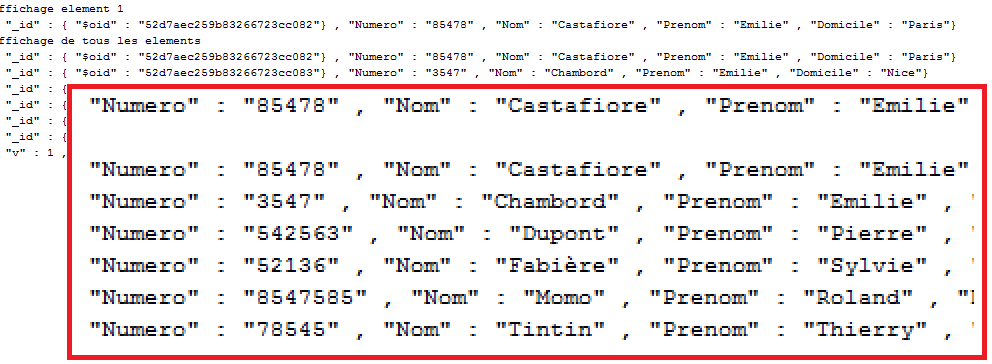 ffichage element 1
"_id" : { "$oid" : "52d7aec259b83266723cc082"} , "Numero" : "85478" , "Nom" : "Castafiore" , "Prenom" : "Emilie" , "Domicile" : "Paris"}
ffichage de tous les elements
"_id" : { "$oid" : "52d7aec259b83266723cc082"} , "Numero" : "85478" , "Nom" : "Castafiore" , "Prenom" : "Emilie" , "Domicile" : "Paris"}
"_id" : { "$oid" : "52d7aec259b83266723cc083"} , "Numero" : "3547" , "Nom" : "Chambord" , "Prenom" : "Emilie" , "Domicile" : "Nice"}
"_id" : {
"_id" : {
"_id" : {
"_id" : {
"v" : 1 ,
"Numero" : "85478" , "Nom" : "Castafiore" , "Prenom" : "Emilie"
"Numero" : "85478" , "Nom" : "Castafiore" , "Prenom" : "Emilie"
"Numero" : "3547" , "Nom" : "Chambord" , "Prenom" : "Emilie" ,
"Numero" : "542563" , "Nom" : "Dupont" , "Prenom" : "Pierre" ,
"Numero" : "52136" , "Nom" : "Fabière" , "Prenom" : "Sylvie" ,
"Numero" : "8547585" , "Nom" : "Momo" , "Prenom" : "Roland" ,
"Numero" : "78545" , "Nom" : "Tintin" , "Prenom" : "Thierry" ,